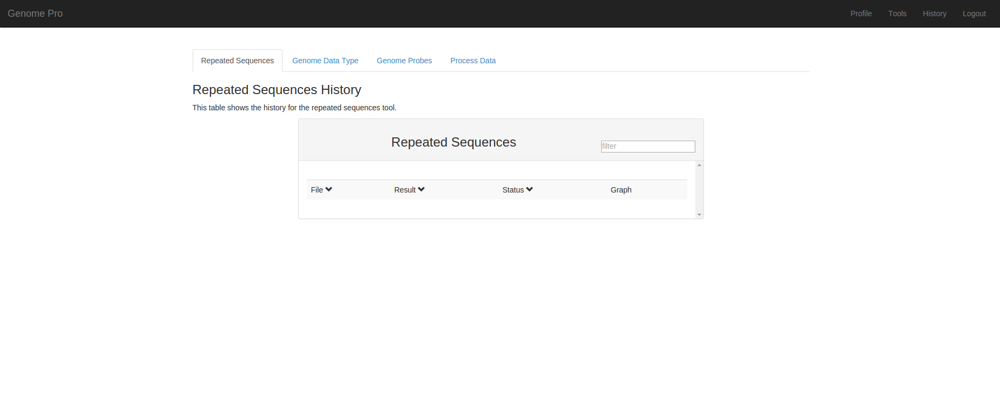 Genome Pro Profile Tools History Logout
Repeated Sequences Genome Data Type Genome Probes Process Data
Repeated Sequences History
This table shows the history for the repeated sequences tool.
Repeated Sequences filter
File Result Status Graph